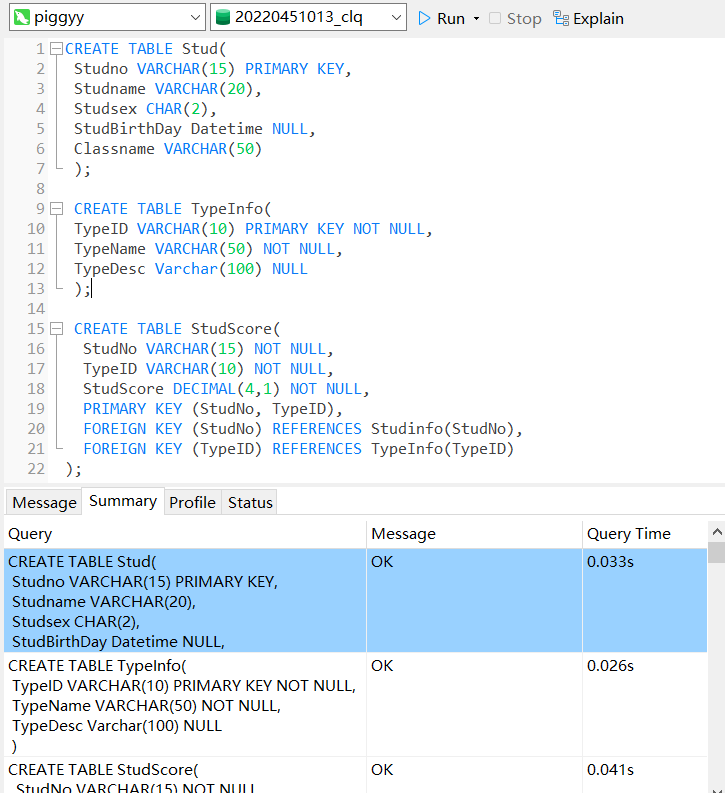 piggyy 20220451013_clq Run Stop Explain
1 CREATE TABLE Stud(
2 Studno VARCHAR(15) PRIMARY KEY,
3 Studname VARCHAR(20),
4 Studsex CHAR(2),
5 StudBirthDay Datetime NULL,
6 Classname VARCHAR(50)
7 );
8
9 CREATE TABLE TypeInfo(
10 TypeID VARCHAR(10) PRIMARY KEY NOT NULL,
11 TypeName VARCHAR(50) NOT NULL,
12 TypeDesc Varchar(100) NULL
13 );
14
15 CREATE TABLE StudScore(
16 StudNo VARCHAR(15) NOT NULL,
17 TypeID VARCHAR(10) NOT NULL,
18 StudScore DECIMAL(4,1) NOT NULL,
19 PRIMARY KEY (StudNo, TypeID),
20 FOREIGN KEY (StudNo) REFERENCES Studinfo(StudNo),
21 FOREIGN KEY (TypeID) REFERENCES TypeInfo(TypeID)
22 );
Message Summary Profile Status
Query Message Query Time
CREATE TABLE Stud( OK 0.033s
Studno VARCHAR(15) PRIMARY KEY,
Studname VARCHAR(20),
Studsex CHAR(2),
StudBirthDay Datetime NULL,
CREATE TABLE TypeInfo( OK 0.026s
TypeID VARCHAR(10) PRIMARY KEY NOT NULL,
TypeName VARCHAR(50) NOT NULL,
TypeDesc Varchar(100) NULL
)
CREATE TABLE StudScore( OK 0.041s
StudNo VARCHAR(15) NOT NULL,